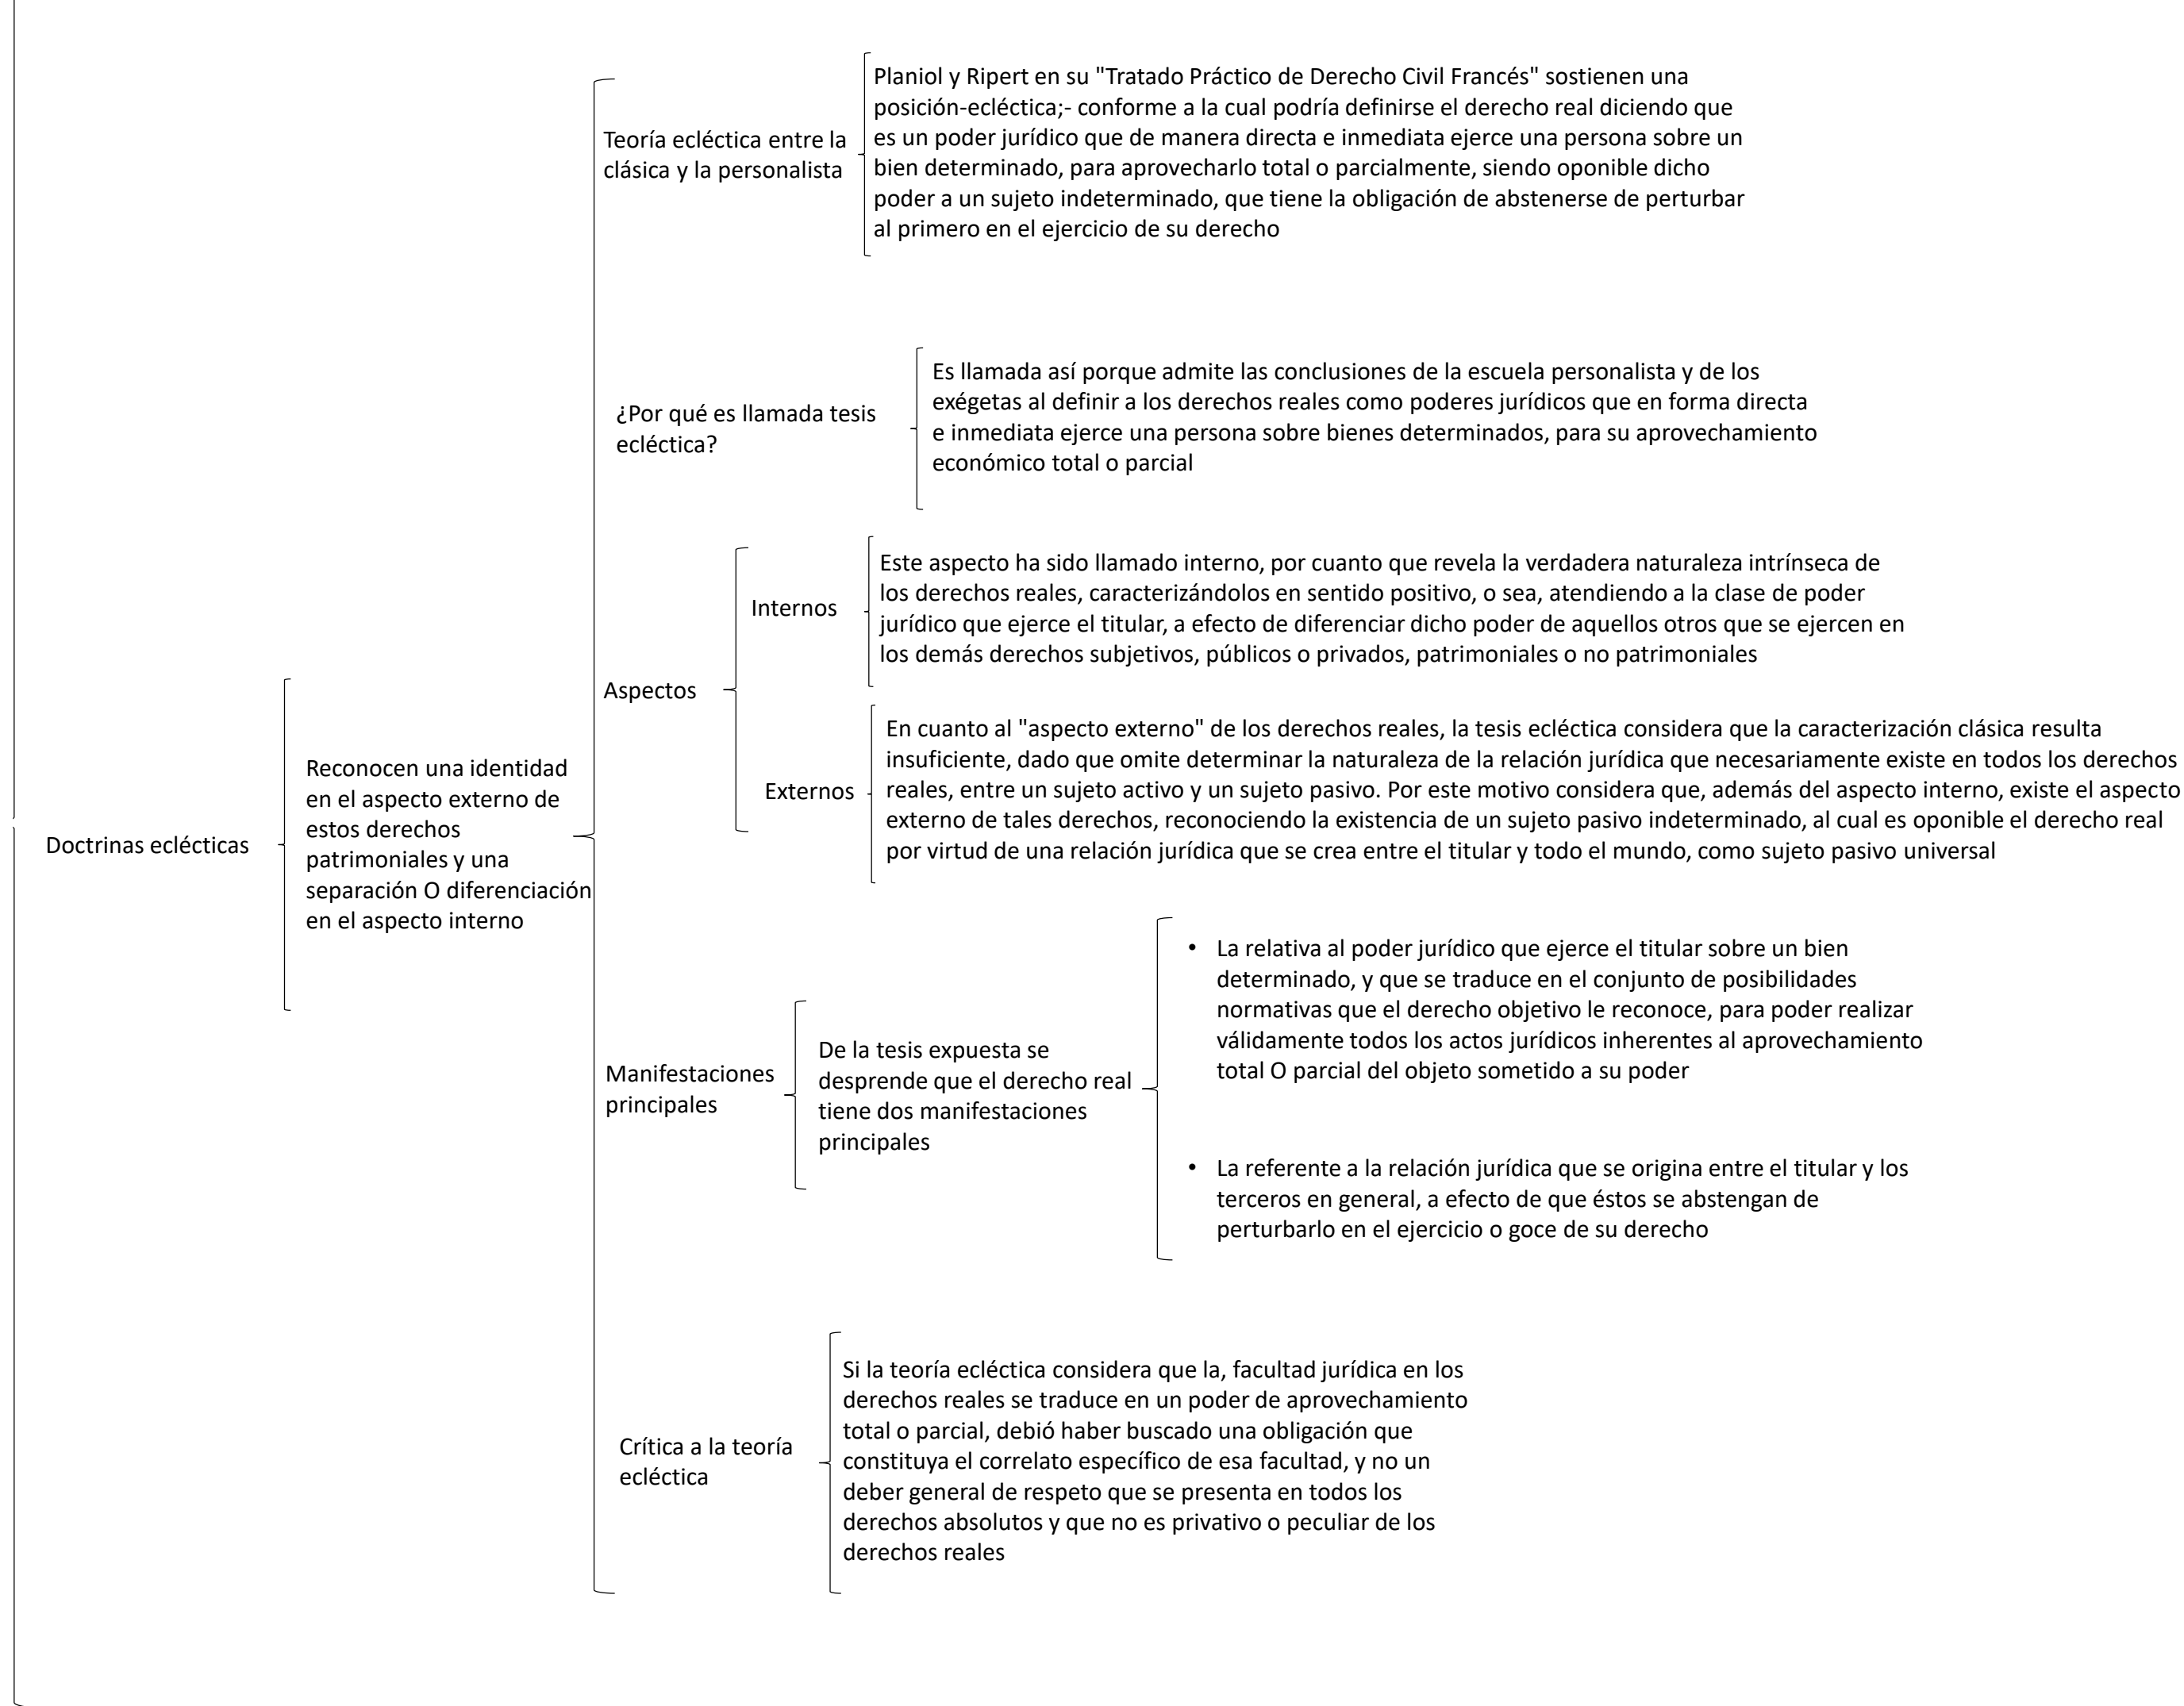 Doctrinas eclécticas
Reconocen una identidad
en el aspecto externo de
estos derechos
patrimoniales y una
separación O diferenciación
en el aspecto interno
Teoría ecléctica entre la
clásica y la personalista
Planiol y Ripert en su "Tratado Práctico de Derecho Civil Francés" sostienen una
posición-ecléctica;- conforme a la cual podría definirse el derecho real diciendo que
es un poder jurídico que de manera directa e inmediata ejerce una persona sobre un
bien determinado, para aprovecharlo total o parcialmente, siendo oponible dicho
poder a un sujeto indeterminado, que tiene la obligación de abstenerse de perturbar
al primero en el ejercicio de su derecho
¿Por qué es llamada tesis
ecléctica?
Es llamada así porque admite las conclusiones de la escuela personalista y de los
exégetas al definir a los derechos reales como poderes jurídicos que en forma directa
e inmediata ejerce una persona sobre bienes determinados, para su aprovechamiento
económico total o parcial
Aspectos
Internos
Este aspecto ha sido llamado interno, por cuanto que revela la verdadera naturaleza intrínseca de
los derechos reales, caracterizándolos en sentido positivo, o sea, atendiendo a la clase de poder
jurídico que ejerce el titular, a efecto de diferenciar dicho poder de aquellos otros que se ejercen en
los demás derechos subjetivos, públicos o privados, patrimoniales o no patrimoniales
Externos
En cuanto al "aspecto externo" de los derechos reales, la tesis ecléctica considera que la caracterización clásica resulta
insuficiente, dado que omite determinar la naturaleza de la relación jurídica que necesariamente existe en todos los derechos
reales, entre un sujeto activo y un sujeto pasivo. Por este motivo considera que, además del aspecto interno, existe el aspecto
externo de tales derechos, reconociendo la existencia de un sujeto pasivo indeterminado, al cual es oponible el derecho real
por virtud de una relación jurídica que se crea entre el titular y todo el mundo, como sujeto pasivo universal
Manifestaciones
principales
De la tesis expuesta se
desprende que el derecho real
tiene dos manifestaciones
principales
• La relativa al poder jurídico que ejerce el titular sobre un bien
determinado, y que se traduce en el conjunto de posibilidades
normativas que el derecho objetivo le reconoce, para poder realizar
válidamente todos los actos jurídicos inherentes al aprovechamiento
total O parcial del objeto sometido a su poder
• La referente a la relación jurídica que se origina entre el titular y los
terceros en general, a efecto de que éstos se abstengan de
perturbarlo en el ejercicio o goce de su derecho
Crítica a la teoría
ecléctica
Si la teoría ecléctica considera que la, facultad jurídica en los
derechos reales se traduce en un poder de aprovechamiento
total o parcial, debió haber buscado una obligación que
constituya el correlato específico de esa facultad, y no un
deber general de respeto que se presenta en todos los
derechos absolutos y que no es privativo o peculiar de los
derechos reales